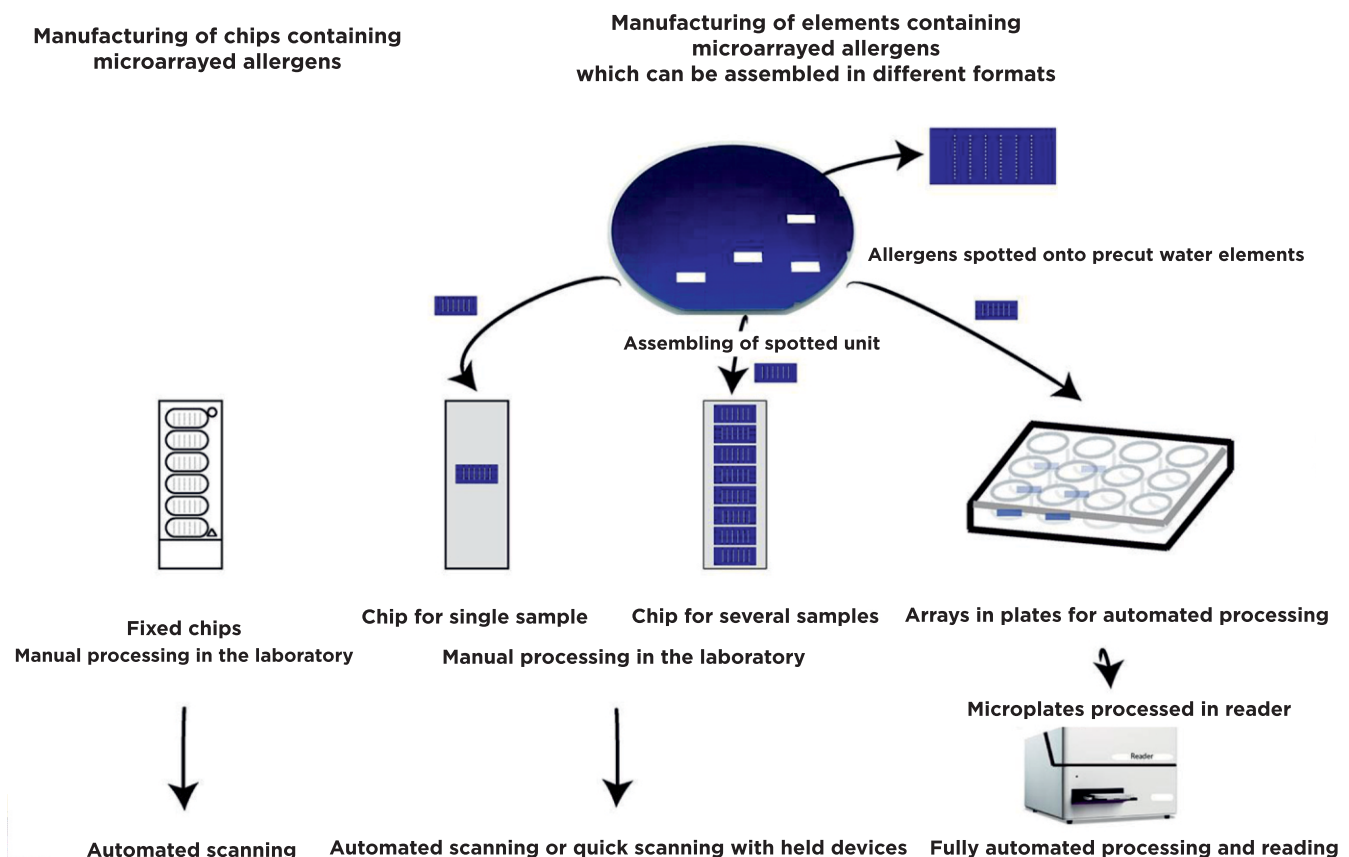 Manufacturing of chips containing
microarrayed allergens
Manufacturing of elements containing
microarrayed allergens
which can be assembled in different formats
Allergens spotted onto precut water elements
Assembling of spotted unit
Fixed chips
Manual processing in the laboratory
Chip for single sample
Chip for several samples
Manual processing in the laboratory
Arrays in plates for automated processing
Microplates processed in reader
Reader
Automated scanning
Automated scanning or quick scanning with held devices
Fully automated processing and reading